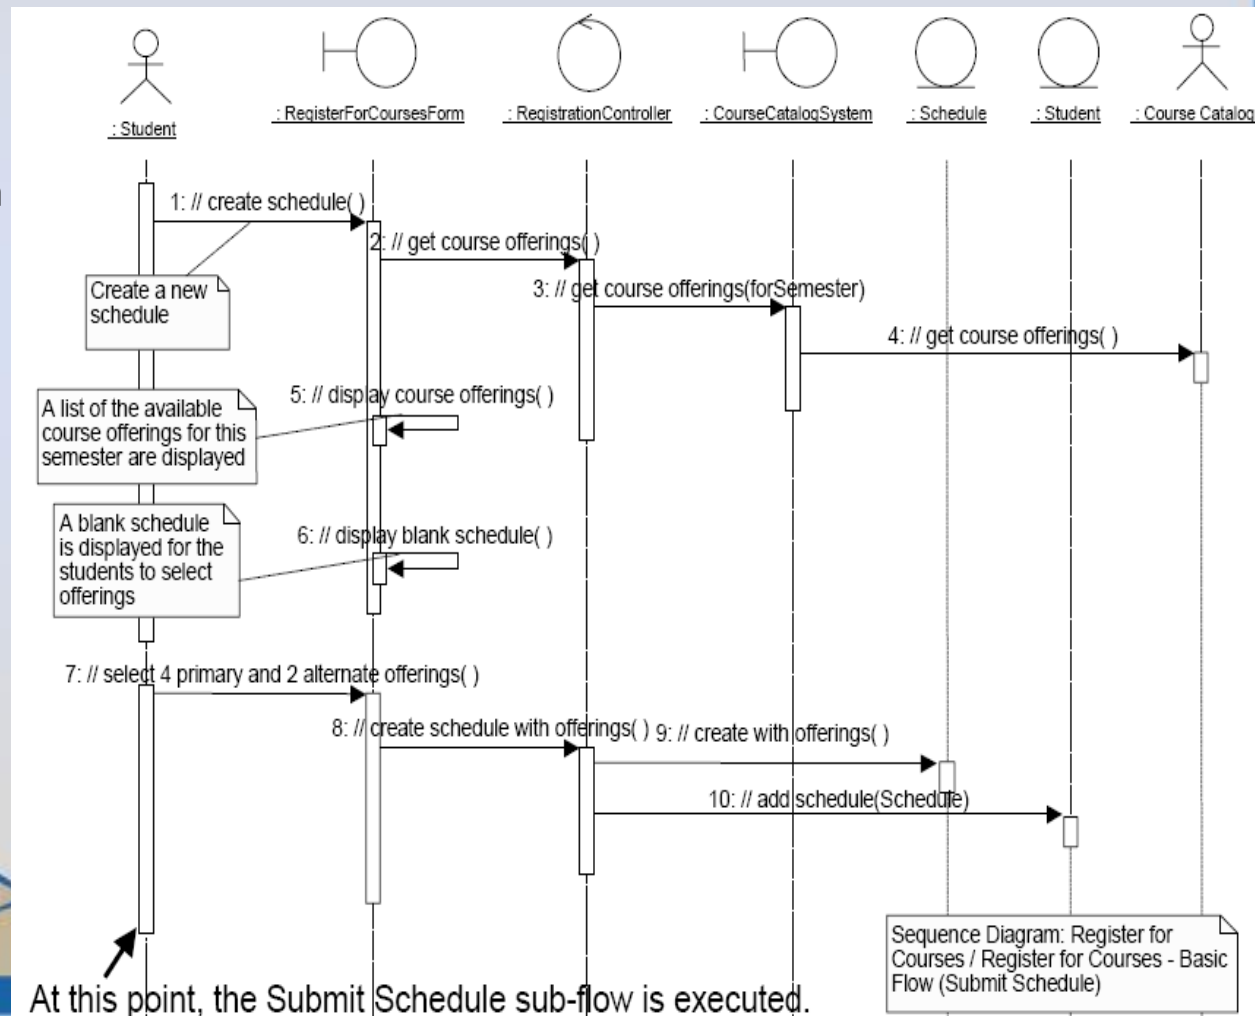 : Student
: RegisterForCoursesForm
: RegistrationController
: CourseCatalogSystem
: Schedule
: Student
: Course Catalog
1: // create schedule( )
2: // get course offerings( )
3: // get course offerings(forSemester)
4: // get course offerings( )
Create a new
schedule
5: // display course offerings( )
A list of the available
course offerings for this
semester are displayed
6: // display blank schedule( )
A blank schedule
is displayed for the
students to select
offerings
7: // select 4 primary and 2 alternate offerings( )
8: // create schedule with offerings( )
9: // create with offerings( )
10: // add schedule(Schedule)
Sequence Diagram: Register for
Courses / Register for Courses - Basic
Flow (Submit Schedule)
At this point, the Submit Schedule sub-flow is executed.